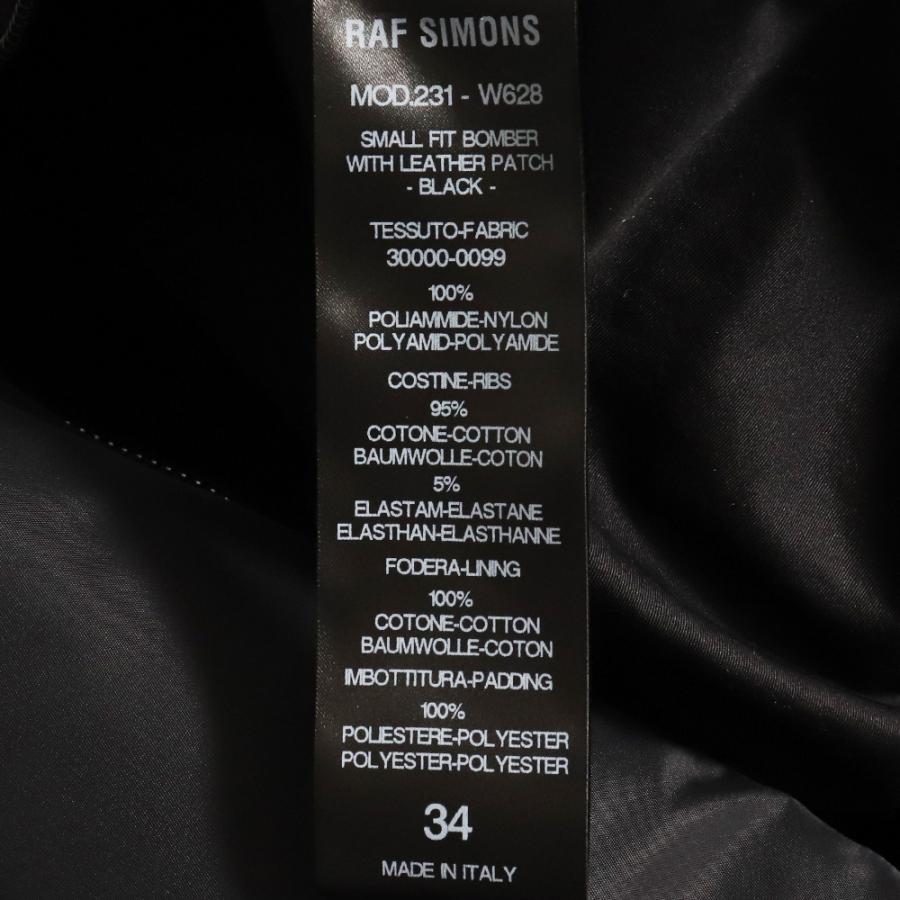 RAF SIMONS
MOD.231 - W628
SMALL FIT BOMBER
WITH LEATHER PATCH
- BLACK -
TESSUTO-FABRIC
30000-0099
100%
POLIAMMIDE-NYLON
POLYAMID-POLYAMIDE
COSTINE-RIBS
95%
COTONE-COTTON
BAUMWOLLE-COTON
5%
ELASTAM-ELASTANE
ELASTHAN-ELASTHANNE
FODERA-LINING
100%
COTONE-COTTON
BAUMWOLLE-COTON
IMBOTTITURA-PADDING
100%
POLIESTERE-POLYESTER
POLYESTER-POLYESTER
34
MADE IN ITALY